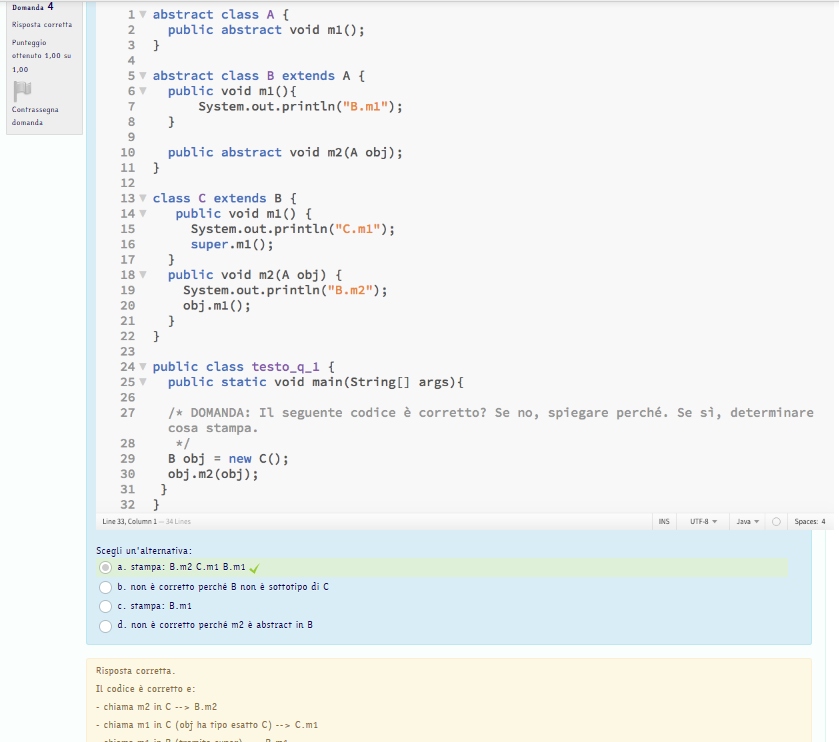 Domanda 4
Risposta corretta
Punteggio
ottenuto 1,00 su
1,00
Contrassegna
domanda
1 abstract class A {
2 public abstract void m1();
3 }
4
5 abstract class B extends A {
6 public void m1(){
7 System.out.println("B.m1");
8 }
9
10 public abstract void m2(A obj);
11 }
12
13 class C extends B {
14 public void m1() {
15 System.out.println("C.m1");
16 super.m1();
17 }
18 public void m2(A obj) {
19 System.out.println("B.m2");
20 obj.m1();
21 }
22 }
23
24 public class testo_q_1 {
25 public static void main(String[] args){
26
27 /* DOMANDA: Il seguente codice è corretto? Se no, spiegare perché. Se sì, determinare
cosa stampa.
28 */
29 B obj = new C();
30 obj.m2(obj);
31 }
32 }
Line 33, Column 1 — 34 Lines INS UTF-8 Java Spaces: 4
Scegli un'alternativa:
a. stampa: B.m2 C.m1 B.m1
b. non è corretto perché B non è sottotipo di C
c. stampa: B.m1
d. non è corretto perché m2 è abstract in B
Risposta corretta.
Il codice è corretto e:
- chiama m2 in C --> B.m2
- chiama m1 in C (obj ha tipo esatto C) --> C.m1